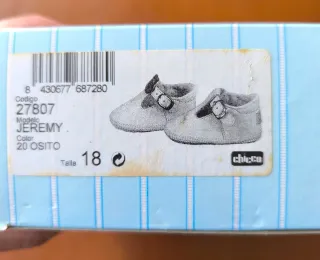 8 430677 687280
Codigo
27807
Modelo
JEREMY
Color
20 OSITO
Talla 18
chicco